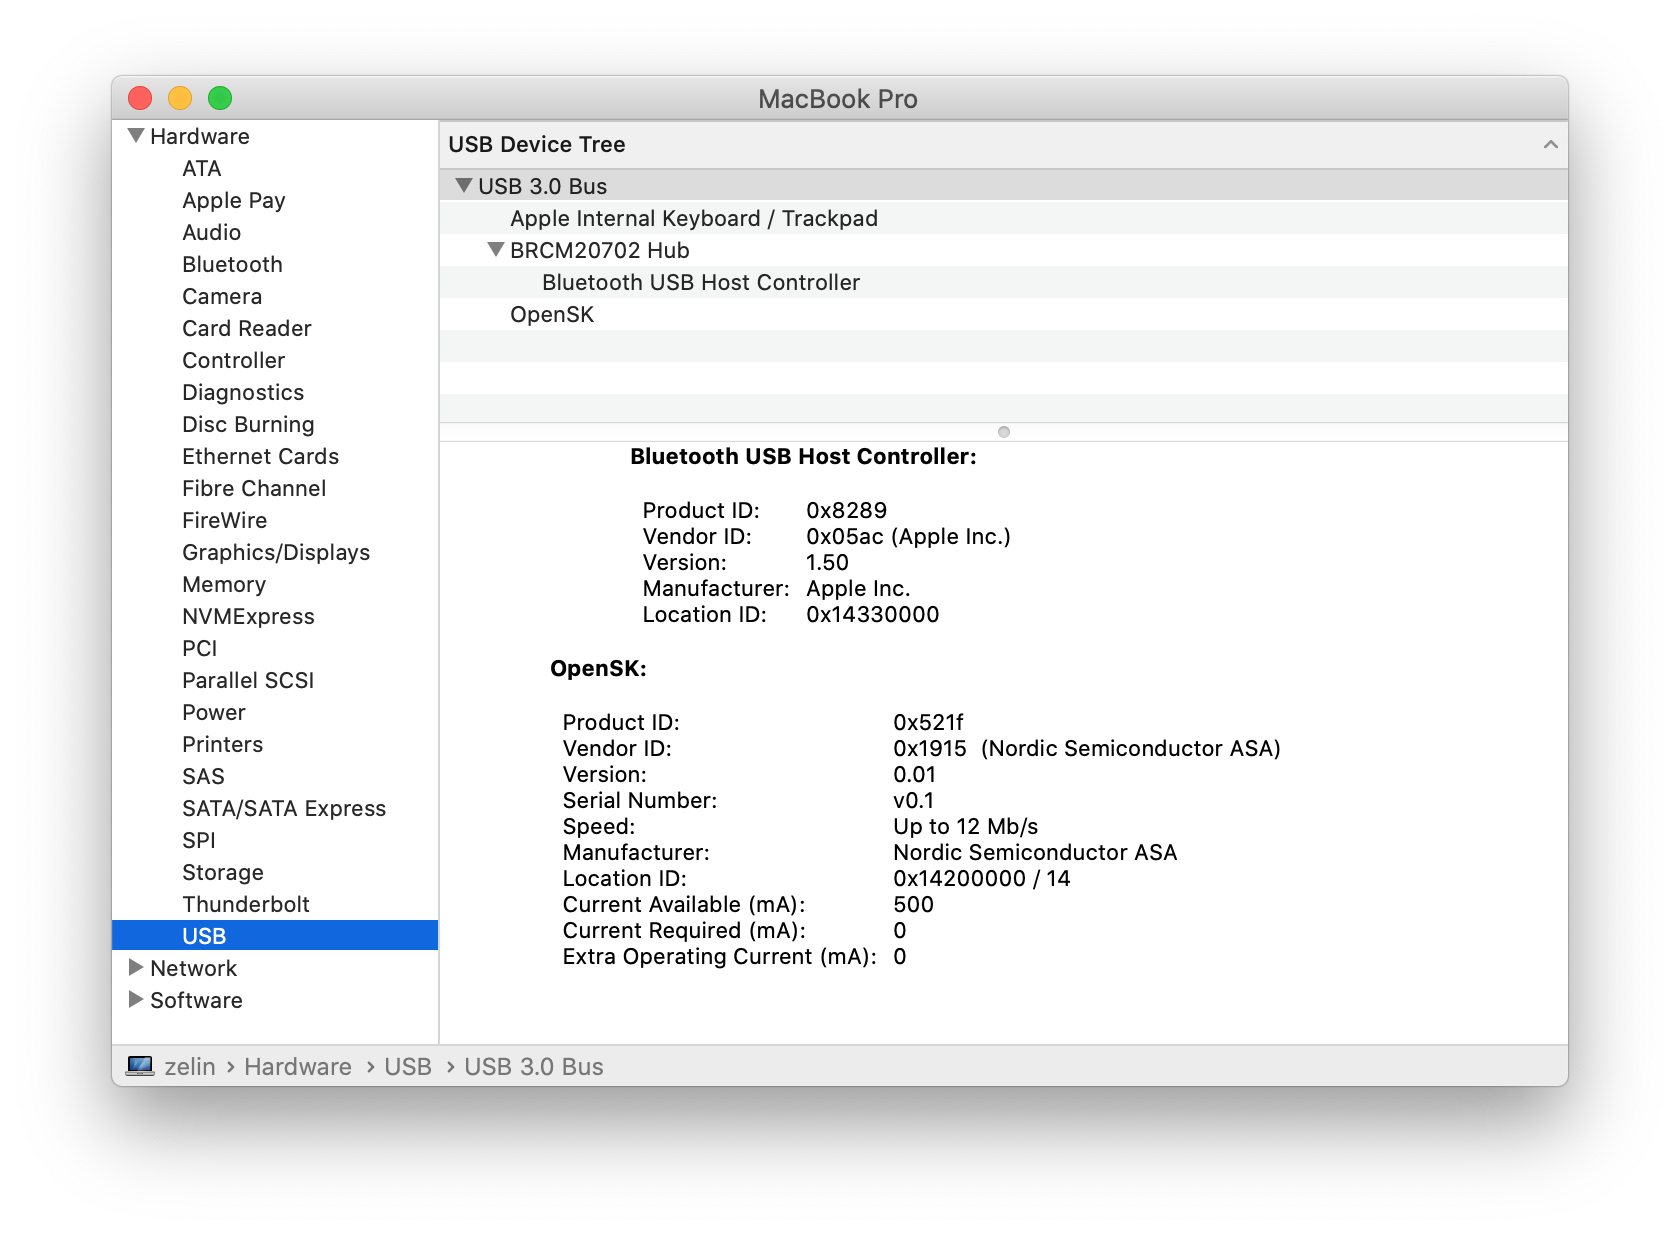 MacBook Pro
Hardware
ATA
Apple Pay
Audio
Bluetooth
Camera
Card Reader
Controller
Diagnostics
Disc Burning
Ethernet Cards
Fibre Channel
FireWire
Graphics/Displays
Memory
NVMExpress
PCI
Parallel SCSI
Power
Printers
SAS
SATA/SATA Express
SPI
Storage
Thunderbolt
USB
Network
Software
USB Device Tree
USB 3.0 Bus
Apple Internal Keyboard / Trackpad
BRCM20702 Hub
Bluetooth USB Host Controller
OpenSK
Bluetooth USB Host Controller:
Product ID: 0x8289
Vendor ID: 0x05ac (Apple Inc.)
Version: 1.50
Manufacturer: Apple Inc.
Location ID: 0x14330000
OpenSK:
Product ID: 0x521f
Vendor ID: 0x1915 (Nordic Semiconductor ASA)
Version: 0.01
Serial Number: v0.1
Speed: Up to 12 Mb/s
Manufacturer: Nordic Semiconductor ASA
Location ID: 0x14200000 / 14
Current Available (mA): 500
Current Required (mA): 0
Extra Operating Current (mA): 0
zelin › Hardware › USB › USB 3.0 Bus